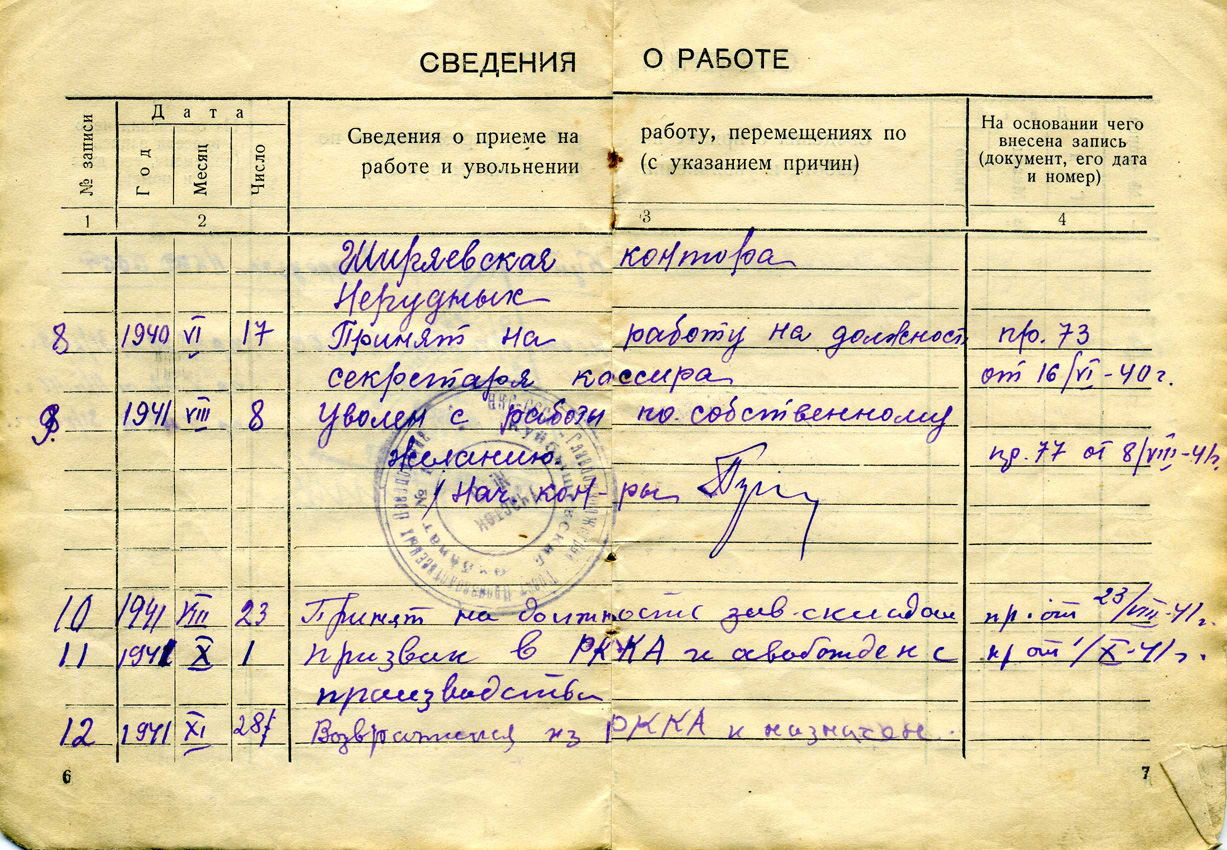 СВЕДЕНИЯ О РАБОТЕ
№ записи
Дата
Год
Месяц
Число
Сведения о приеме на работу, перемещениях по
работе и увольнении (с указанием причин)
На основании чего
внесена запись
(документ, его дата
и номер)
1 2 3 4
Ширяевская контора
Нерудных
8 1940 VI 17 Принят на работу на должност пр. 73
секретаря кассира от 16/VI-40 г.
9. 1941 VIII 8 Уволен с работы по собственному
желанию пр. 77 от 8/VIII-41г.
Нач. кон-ры
10 1941 VIII 23 Принят на должность зав-складом пр. от 23/VIII-41г.
11 1941 X 1 призван в РККА и авобожден с пр от 1/X-41г.
производства
12 1941 XI 28 Возвратился из РККА и назначен
6 7